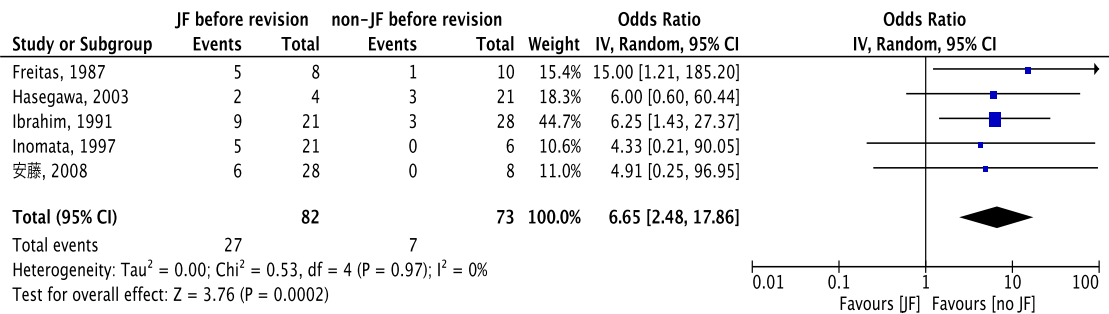 JF before revision non-JF before revision Odds Ratio Odds Ratio
Study or Subgroup Events Total Events Total Weight IV, Random, 95% CI IV, Random, 95% CI
Freitas, 1987 5 8 1 10 15.4% 15.00 [1.21, 185.20]
Hasegawa, 2003 2 4 3 21 18.3% 6.00 [0.60, 60.44]
Ibrahim, 1991 9 21 3 28 44.7% 6.25 [1.43, 27.37]
Inomata, 1997 5 21 0 6 10.6% 4.33 [0.21, 90.05]
安藤, 2008 6 28 0 8 11.0% 4.91 [0.25, 96.95]
Total (95% CI) 82 73 100.0% 6.65 [2.48, 17.86]
Total events 27 7
Heterogeneity: Tau² = 0.00; Chi² = 0.53, df = 4 (P = 0.97); I² = 0%
Test for overall effect: Z = 3.76 (P = 0.0002)
0.01 0.1 1 10 100
Favours [JF] Favours [no JF]